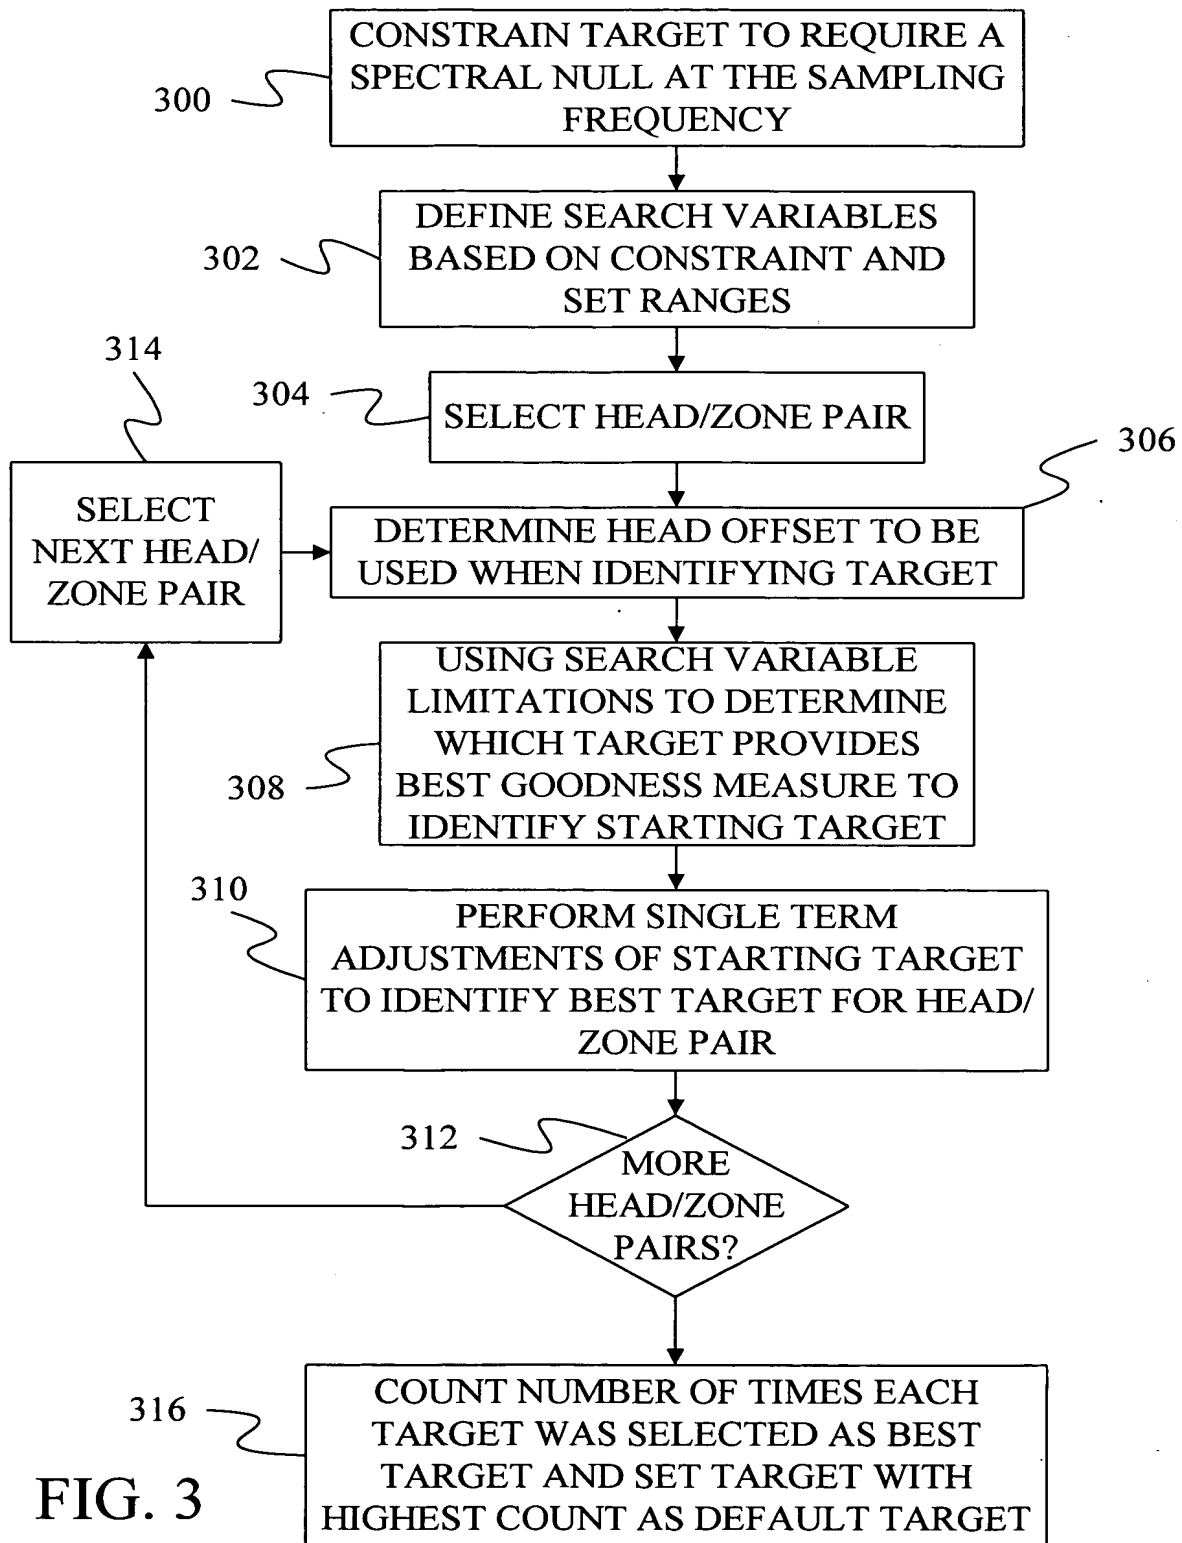 CONSTRAIN TARGET TO REQUIRE A
SPECTRAL NULL AT THE SAMPLING
FREQUENCY
300
DEFINE SEARCH VARIABLES
BASED ON CONSTRAINT AND
SET RANGES
302
314
304
SELECT HEAD/ZONE PAIR
306
SELECT
NEXT HEAD/
ZONE PAIR
DETERMINE HEAD OFFSET TO BE
USED WHEN IDENTIFYING TARGET
USING SEARCH VARIABLE
LIMITATIONS TO DETERMINE
WHICH TARGET PROVIDES
BEST GOODNESS MEASURE TO
IDENTIFY STARTING TARGET
308
310
PERFORM SINGLE TERM
ADJUSTMENTS OF STARTING TARGET
TO IDENTIFY BEST TARGET FOR HEAD/
ZONE PAIR
312
MORE
HEAD/ZONE
PAIRS?
316
COUNT NUMBER OF TIMES EACH
TARGET WAS SELECTED AS BEST
TARGET AND SET TARGET WITH
HIGHEST COUNT AS DEFAULT TARGET
FIG. 3